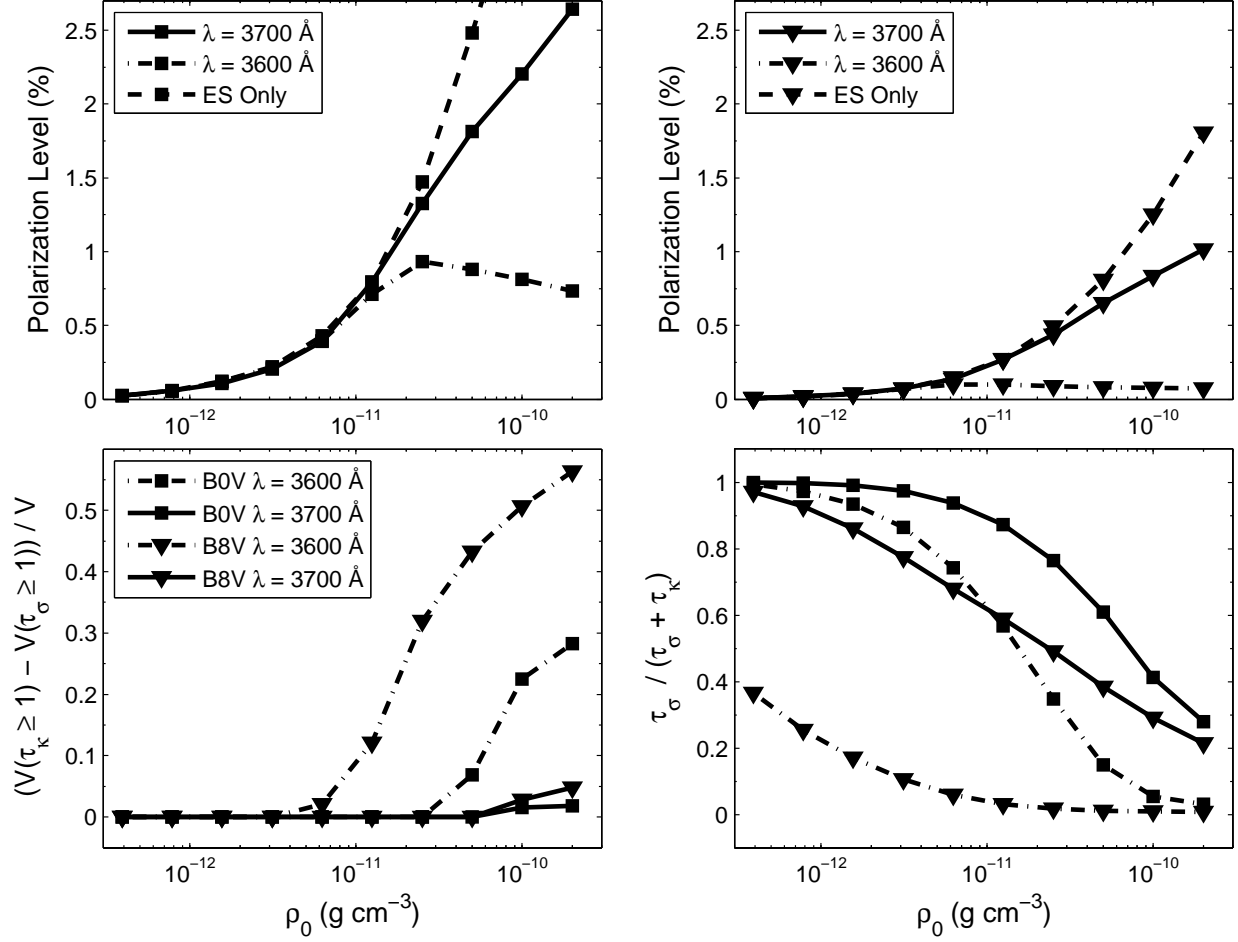 2.5
2
1.5
1
0.5
0
Polarization Level (%)
λ = 3700 Å
λ = 3600 Å
ES Only
10⁻¹² 10⁻¹¹ 10⁻¹⁰
2.5
2
1.5
1
0.5
0
Polarization Level (%)
λ = 3700 Å
λ = 3600 Å
ES Only
10⁻¹² 10⁻¹¹ 10⁻¹⁰
0.5
0.4
0.3
0.2
0.1
0
(V(τ_κ ≥ 1) − V(τ_σ ≥ 1)) / V
B0V λ = 3600 Å
B0V λ = 3700 Å
B8V λ = 3600 Å
B8V λ = 3700 Å
10⁻¹² 10⁻¹¹ 10⁻¹⁰
ρ₀ (g cm⁻³)
1
0.8
0.6
0.4
0.2
0
τ_σ / (τ_σ + τ_κ)
10⁻¹² 10⁻¹¹ 10⁻¹⁰
ρ₀ (g cm⁻³)